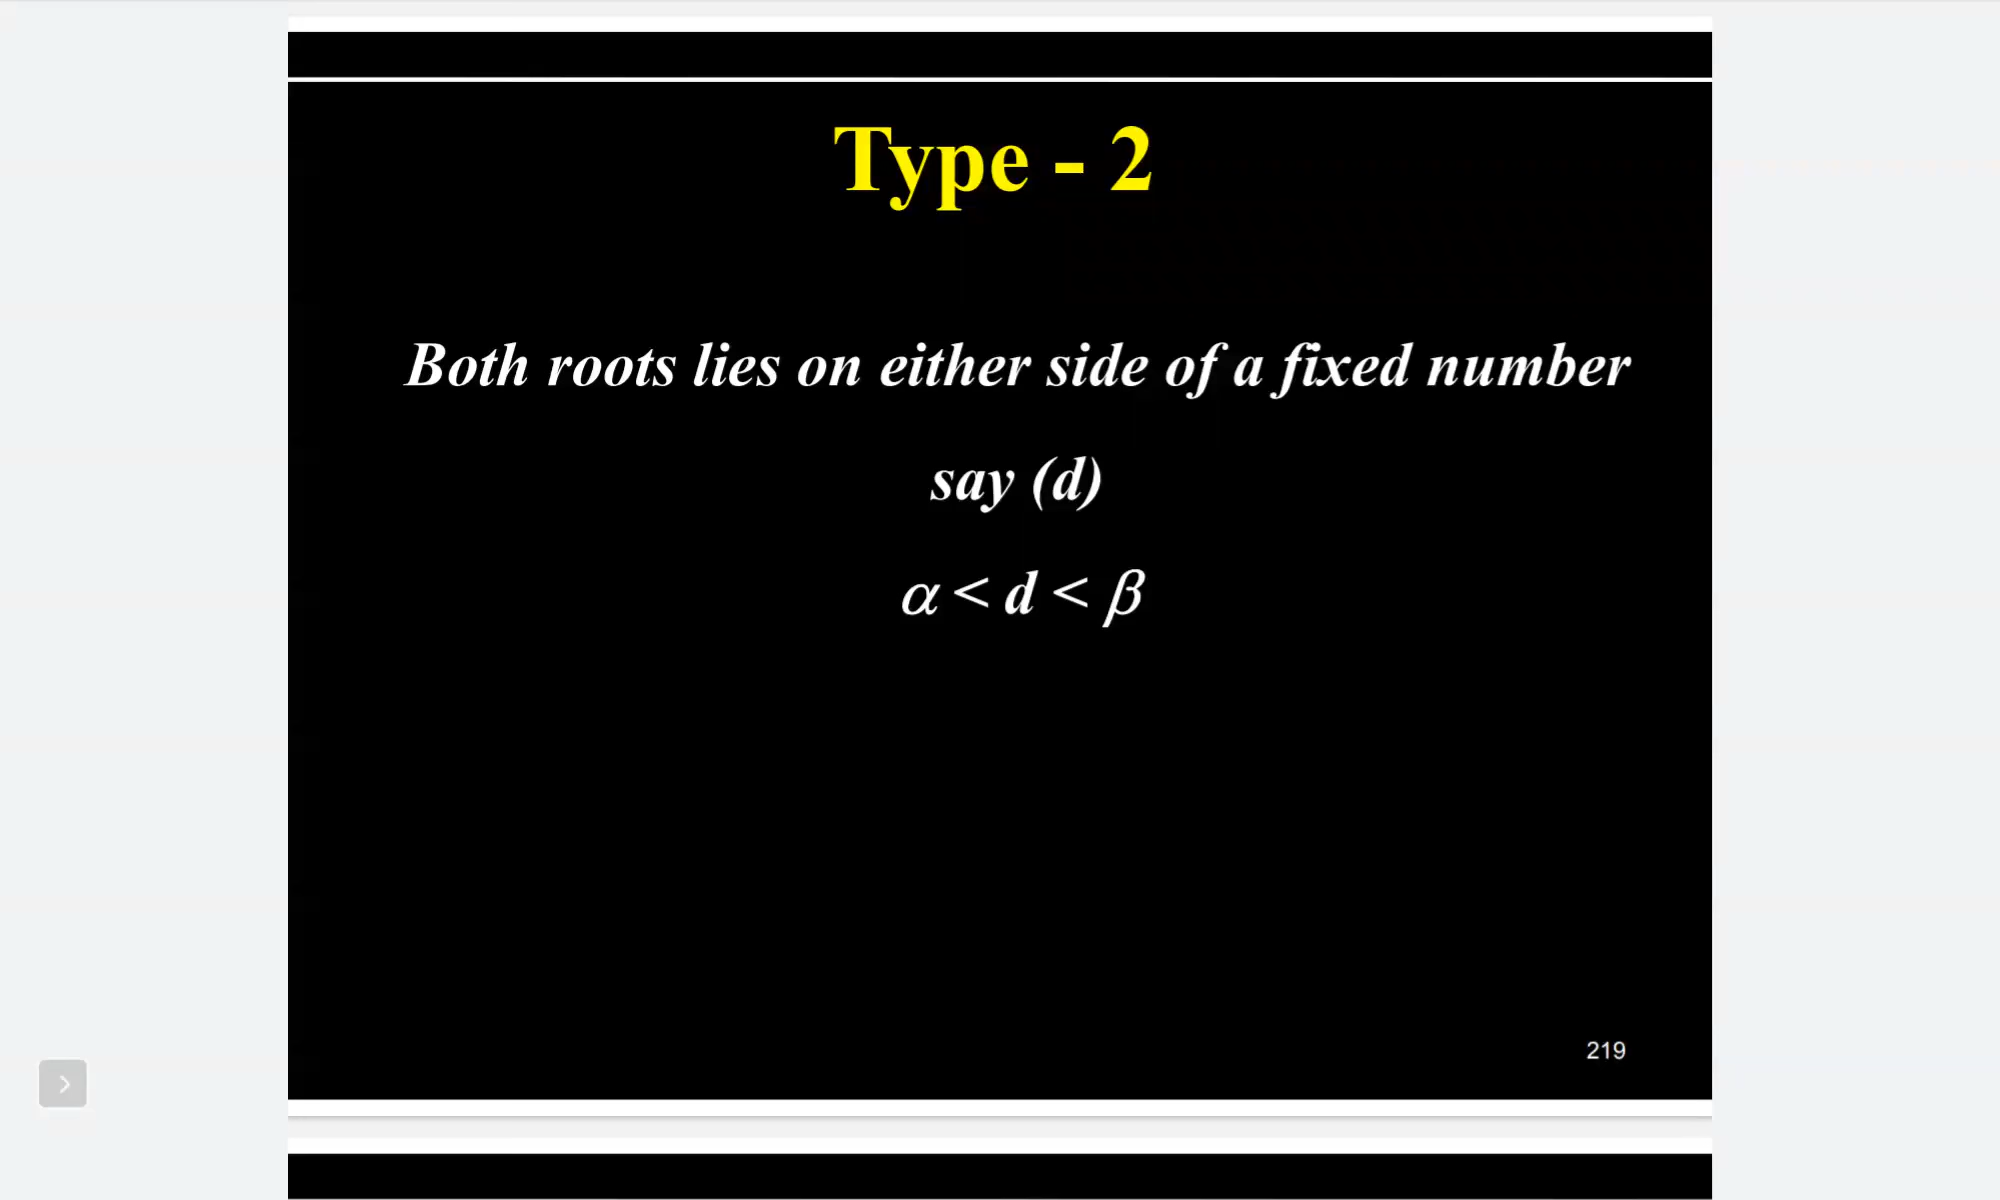 Type - 2
Both roots lies on either side of a fixed number
say (d)
α < d < β
219